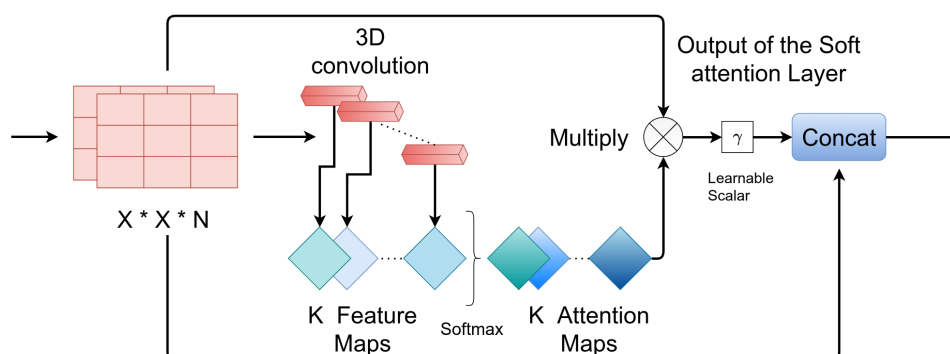 3D
convolution
Output of the Soft
attention Layer
Multiply
γ
Concat
Learnable
Scalar
X * X * N
K Feature
Maps
Softmax
K Attention
Maps